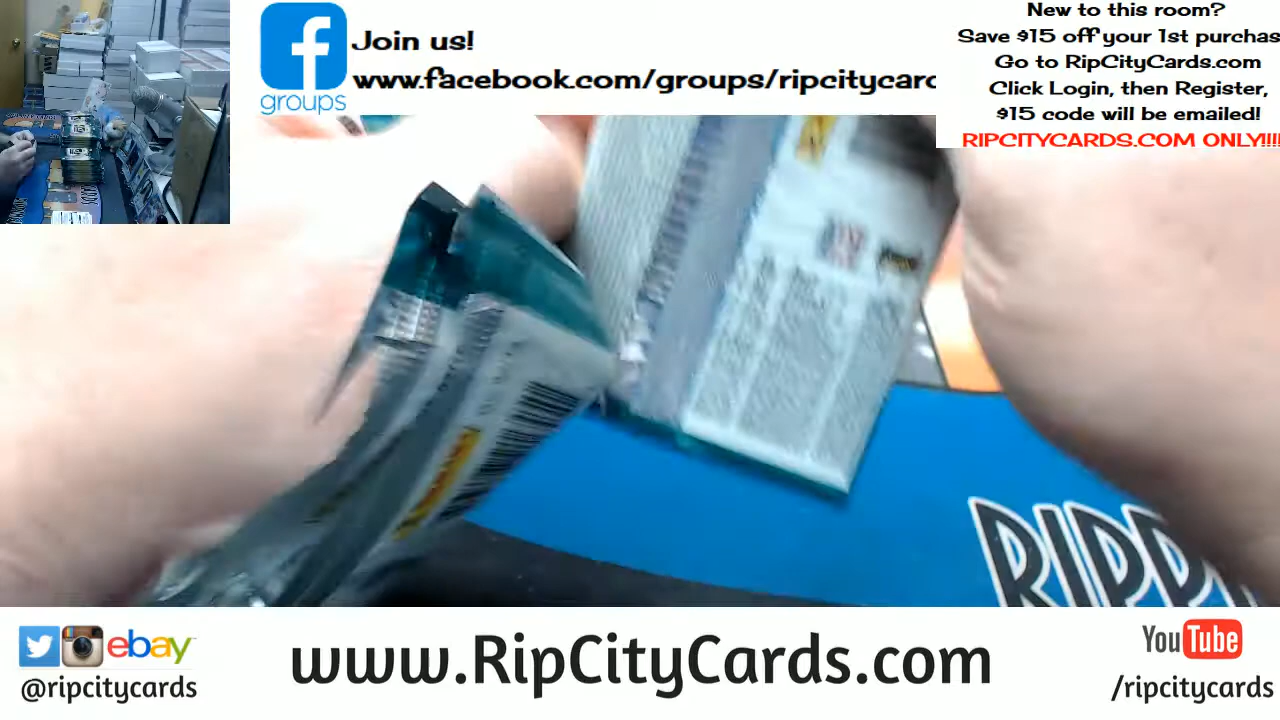 Join us!
www.facebook.com/groups/ripcitycarc
groups
New to this room?
Save $15 off your 1st purchas
Go to RipCityCards.com
Click Login, then Register,
$15 code will be emailed!
RIPCITYCARDS.COM ONLY!!!!
RIPP
ebay
@ripcitycards
www.RipCityCards.com
YouTube
/ripcitycards